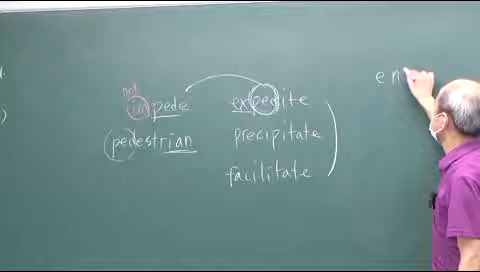 not
impede expedite
pedestrian precipitate
facilitate
en